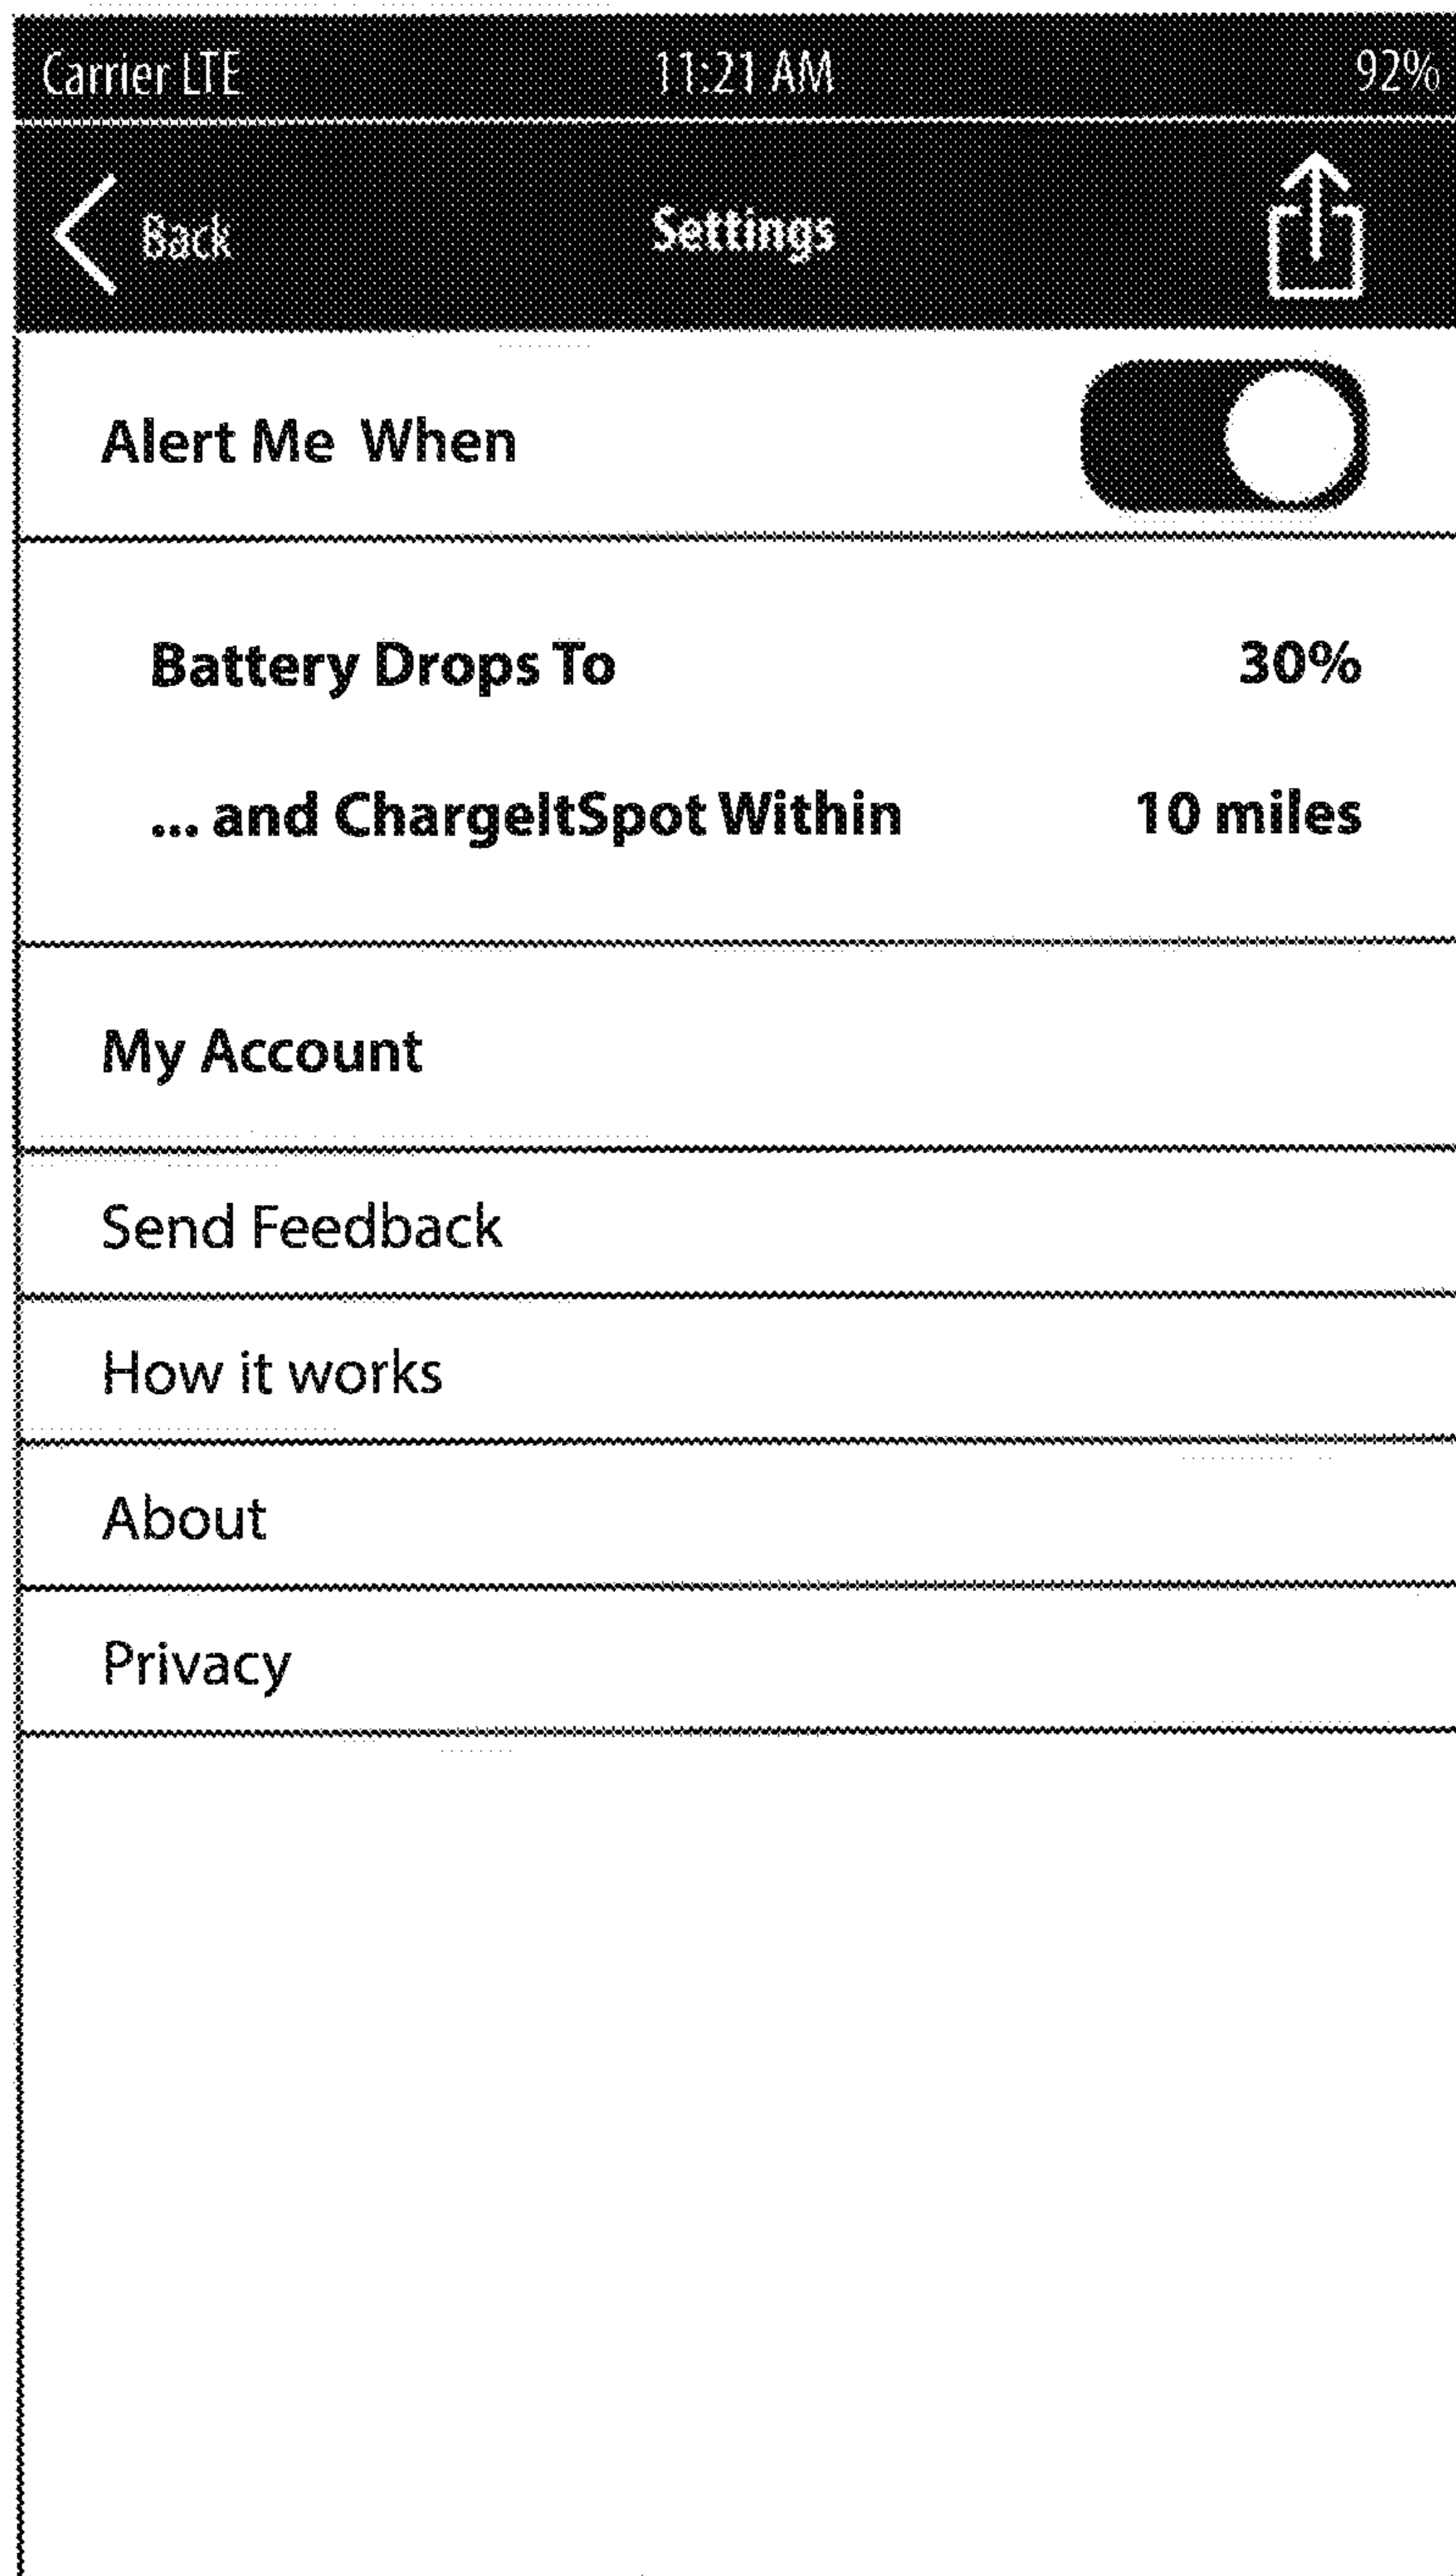 Carrier LTE 11:21 AM 92%
Back Settings
Alert Me When
Battery Drops To 30%
... and ChargeItSpot Within 10 miles
My Account
Send Feedback
How it works
About
Privacy